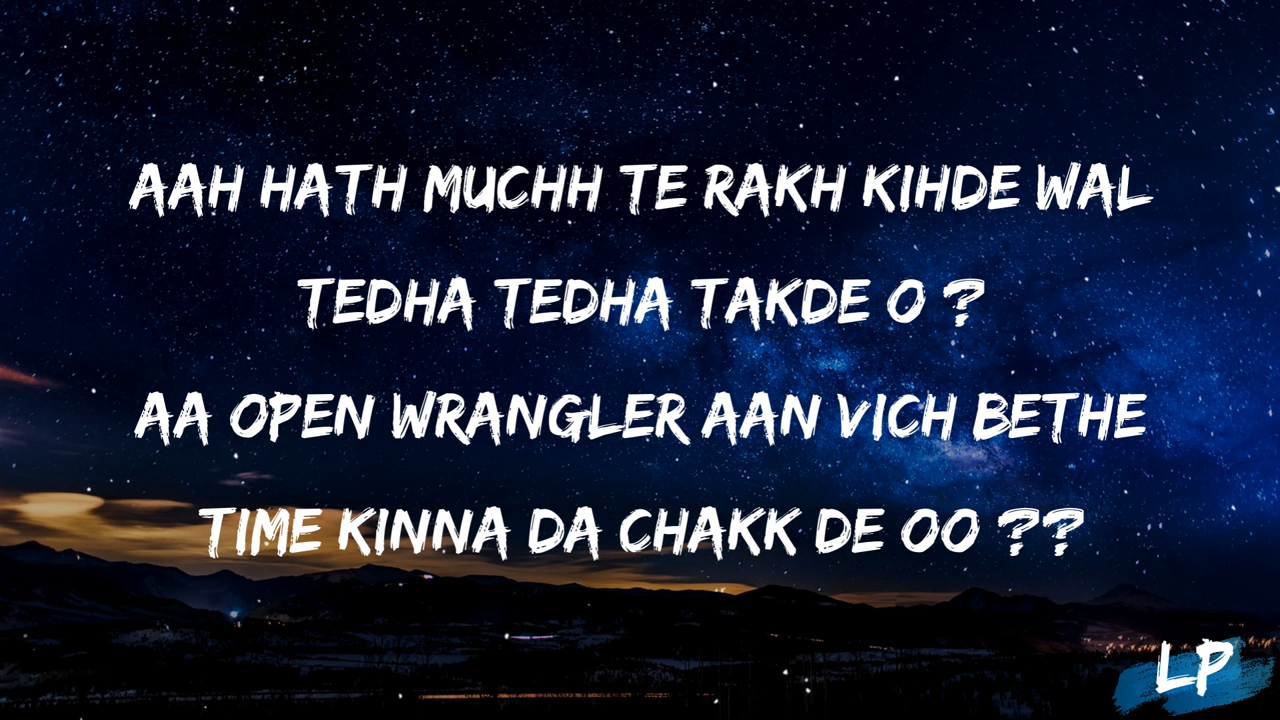 AAH HATH MUCHH TE RAKH KIHDE WAL
TEDHA TEDHA TAKDE O ?
AA OPEN WRANGLER AAN VICH BETHE
TIME KINNA DA CHAKK DE OO ??
LP